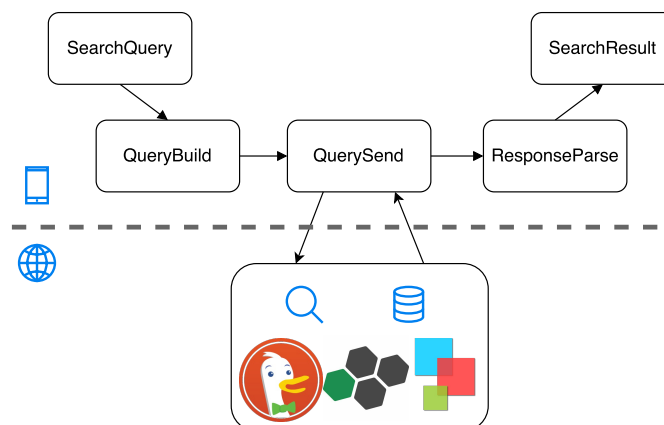 SearchQuery
SearchResult
QueryBuild
QuerySend
ResponseParse